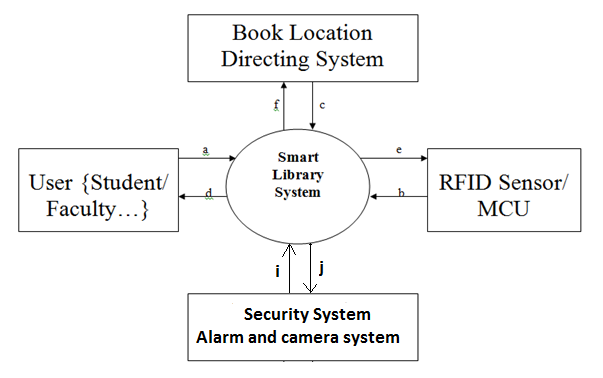 Book Location
Directing System
f
c
a
e
Smart
Library
System
User {Student/
Faculty…}
RFID Sensor/
MCU
d
b
i
j
Security System
Alarm and camera system